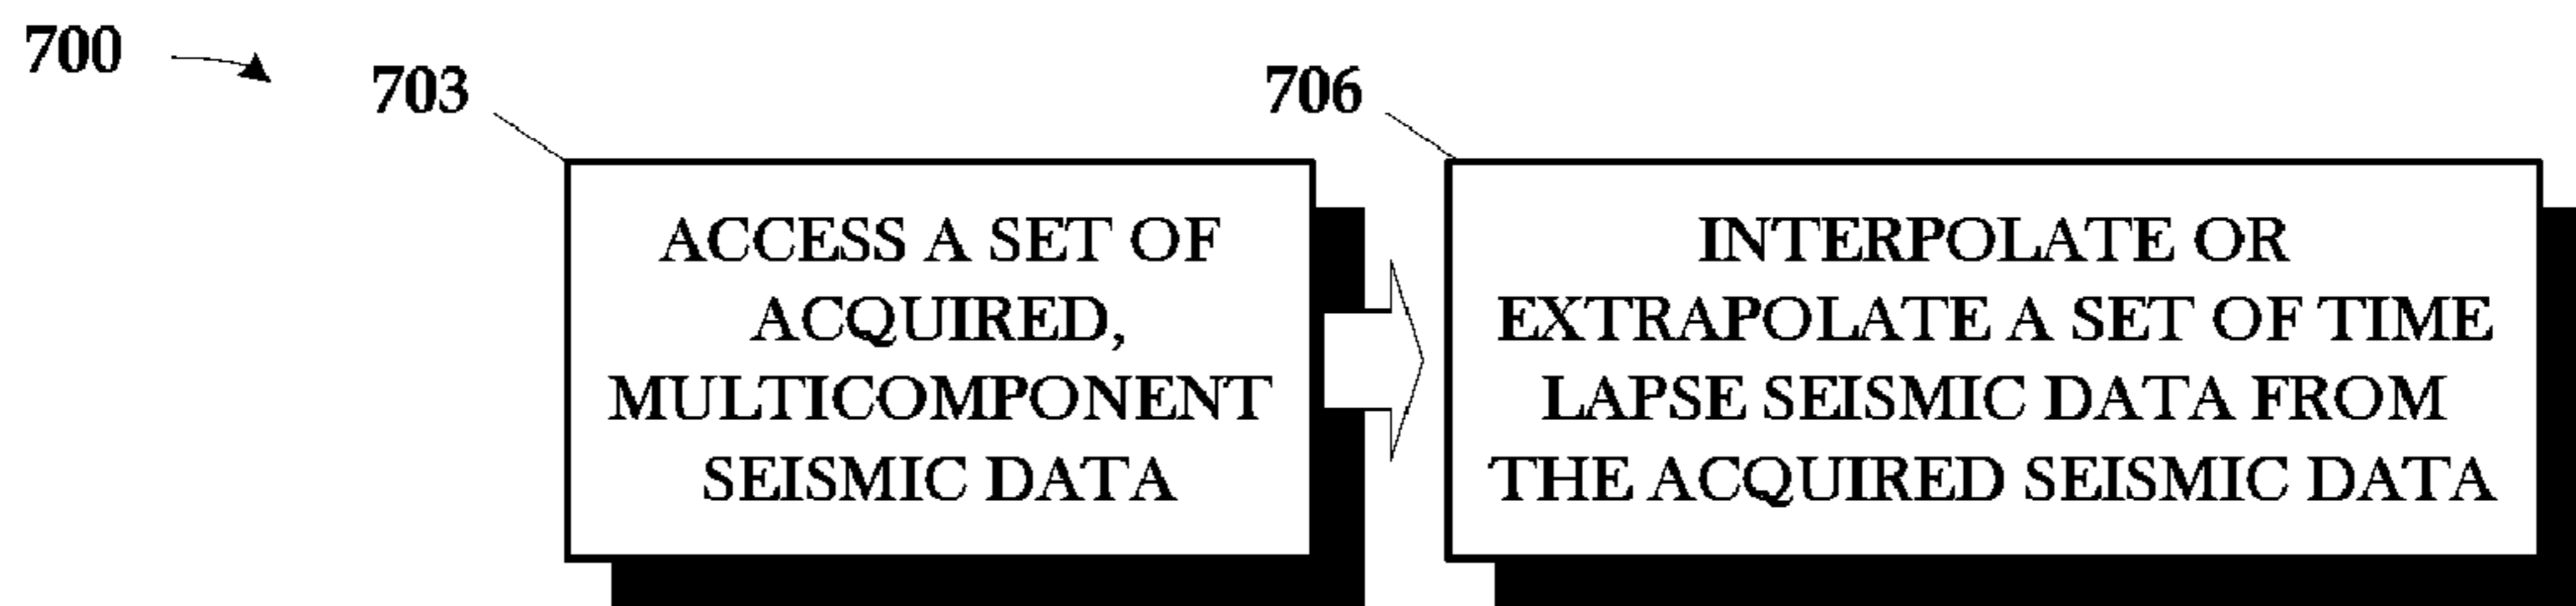 700
703
706
ACCESS A SET OF
ACQUIRED,
MULTICOMPONENT
SEISMIC DATA
INTERPOLATE OR
EXTRAPOLATE A SET OF TIME
LAPSE SEISMIC DATA FROM
THE ACQUIRED SEISMIC DATA